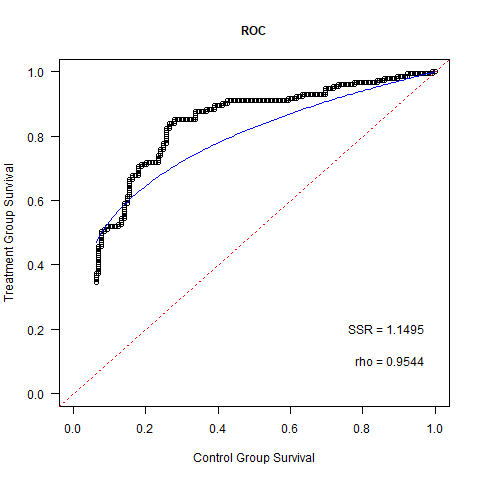 ROC
Treatment Group Survival
1.0
0.8
0.6
0.4
0.2
0.0
SSR = 1.1495
rho = 0.9544
0.0 0.2 0.4 0.6 0.8 1.0
Control Group Survival